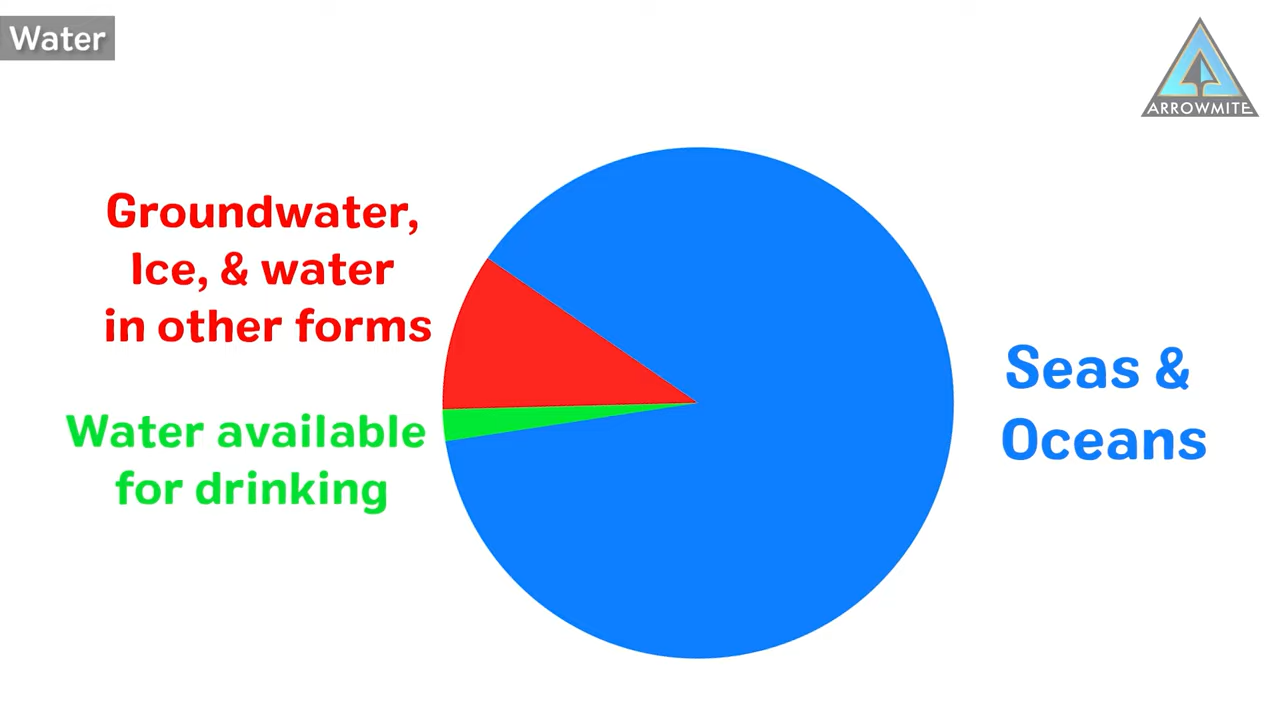 Water
ARROWMITE
Groundwater,
Ice, & water
in other forms
Water available
for drinking
Seas &
Oceans